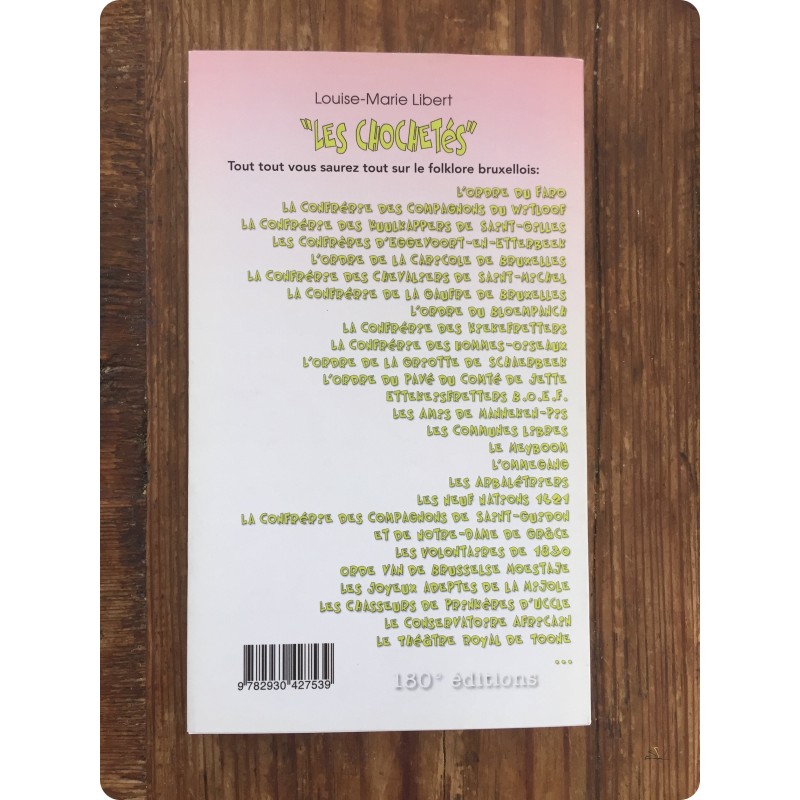 Louise-Marie Libert
"LES CHOCHETéS"
Tout tout vous saurez tout sur le folklore bruxellois:
L'ORDRE DU FARO
LA CONFRÉRIE DES COMPAGNONS DU WITLOOF
LA CONFRÉRIE DES KUULKAPPERS DE SAINT-GILLES
LES CONFRÈRES D'EGGEVOORT-EN-ETTERBEEK
L'ORDRE DE LA CARICOLE DE BRUXELLES
LA CONFRÉRIE DES CHEVALIERS DE SAINT-MICHEL
LA CONFRÉRIE DE LA GAUFRE DE BRUXELLES
L'ORDRE DU BLOEMPANCH
LA CONFRÉRIE DES KIEKEFRETTERS
LA CONFRÉRIE DES HOMMES-OISEAUX
L'ORDRE DE LA GRIOTTE DE SCHAERBEEK
L'ORDRE DU PAVÉ DU COMTÉ DE JETTE
ETTEKEISFRETTERS B.O.E.F.
LES AMIS DE MANNEKEN-PIS
LES COMMUNES LIBRES
LE MEYBOOM
L'OMMEGANG
LES ARBALÉTRIERS
LES NEUF NATIONS 1421
LA CONFRÉRIE DES COMPAGNONS DE SAINT-GUIDON
ET DE NOTRE-DAME DE GRÂCE
LES VOLONTAIRES DE 1830
ORDE VAN DE BRUSSELSE MOESTAJE
LES JOYEUX ADEPTES DE LA MIJOLE
LES CHASSEURS DE PRINKÈRES D'UCCLE
LE CONSERVATOIRE AFRICAIN
LE THÉÂTRE ROYAL DE TOONE
...
9 782930 427539
180° éditions